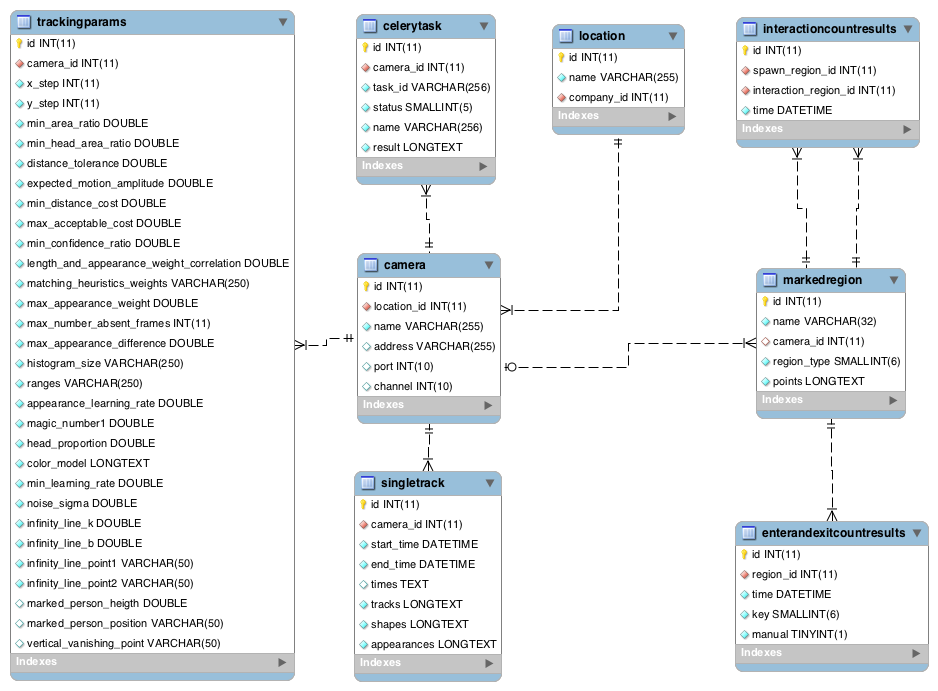 trackingparams
id INT(11)
camera_id INT(11)
x_step INT(11)
y_step INT(11)
min_area_ratio DOUBLE
min_head_area_ratio DOUBLE
distance_tolerance DOUBLE
expected_motion_amplitude DOUBLE
min_distance_cost DOUBLE
max_acceptable_cost DOUBLE
min_confidence_ratio DOUBLE
length_and_appearance_weight_correlation DOUBLE
matching_heuristics_weights VARCHAR(250)
max_appearance_weight DOUBLE
max_number_absent_frames INT(11)
max_appearance_difference DOUBLE
histogram_size VARCHAR(250)
ranges VARCHAR(250)
appearance_learning_rate DOUBLE
magic_number1 DOUBLE
head_proportion DOUBLE
color_model LONGTEXT
min_learning_rate DOUBLE
noise_sigma DOUBLE
infinity_line_k DOUBLE
infinity_line_b DOUBLE
infinity_line_point1 VARCHAR(50)
infinity_line_point2 VARCHAR(50)
marked_person_heigth DOUBLE
marked_person_position VARCHAR(50)
vertical_vanishing_point VARCHAR(50)
Indexes
celerytask
id INT(11)
camera_id INT(11)
task_id VARCHAR(256)
status SMALLINT(5)
name VARCHAR(256)
result LONGTEXT
Indexes
camera
id INT(11)
location_id INT(11)
name VARCHAR(255)
address VARCHAR(255)
port INT(10)
channel INT(10)
Indexes
singletrack
id INT(11)
camera_id INT(11)
start_time DATETIME
end_time DATETIME
times TEXT
tracks LONGTEXT
shapes LONGTEXT
appearances LONGTEXT
Indexes
location
id INT(11)
name VARCHAR(255)
company_id INT(11)
Indexes
interactioncountresults
id INT(11)
spawn_region_id INT(11)
interaction_region_id INT(11)
time DATETIME
Indexes
markedregion
id INT(11)
name VARCHAR(32)
camera_id INT(11)
region_type SMALLINT(6)
points LONGTEXT
Indexes
enterandexitcountresults
id INT(11)
region_id INT(11)
time DATETIME
key SMALLINT(6)
manual TINYINT(1)
Indexes